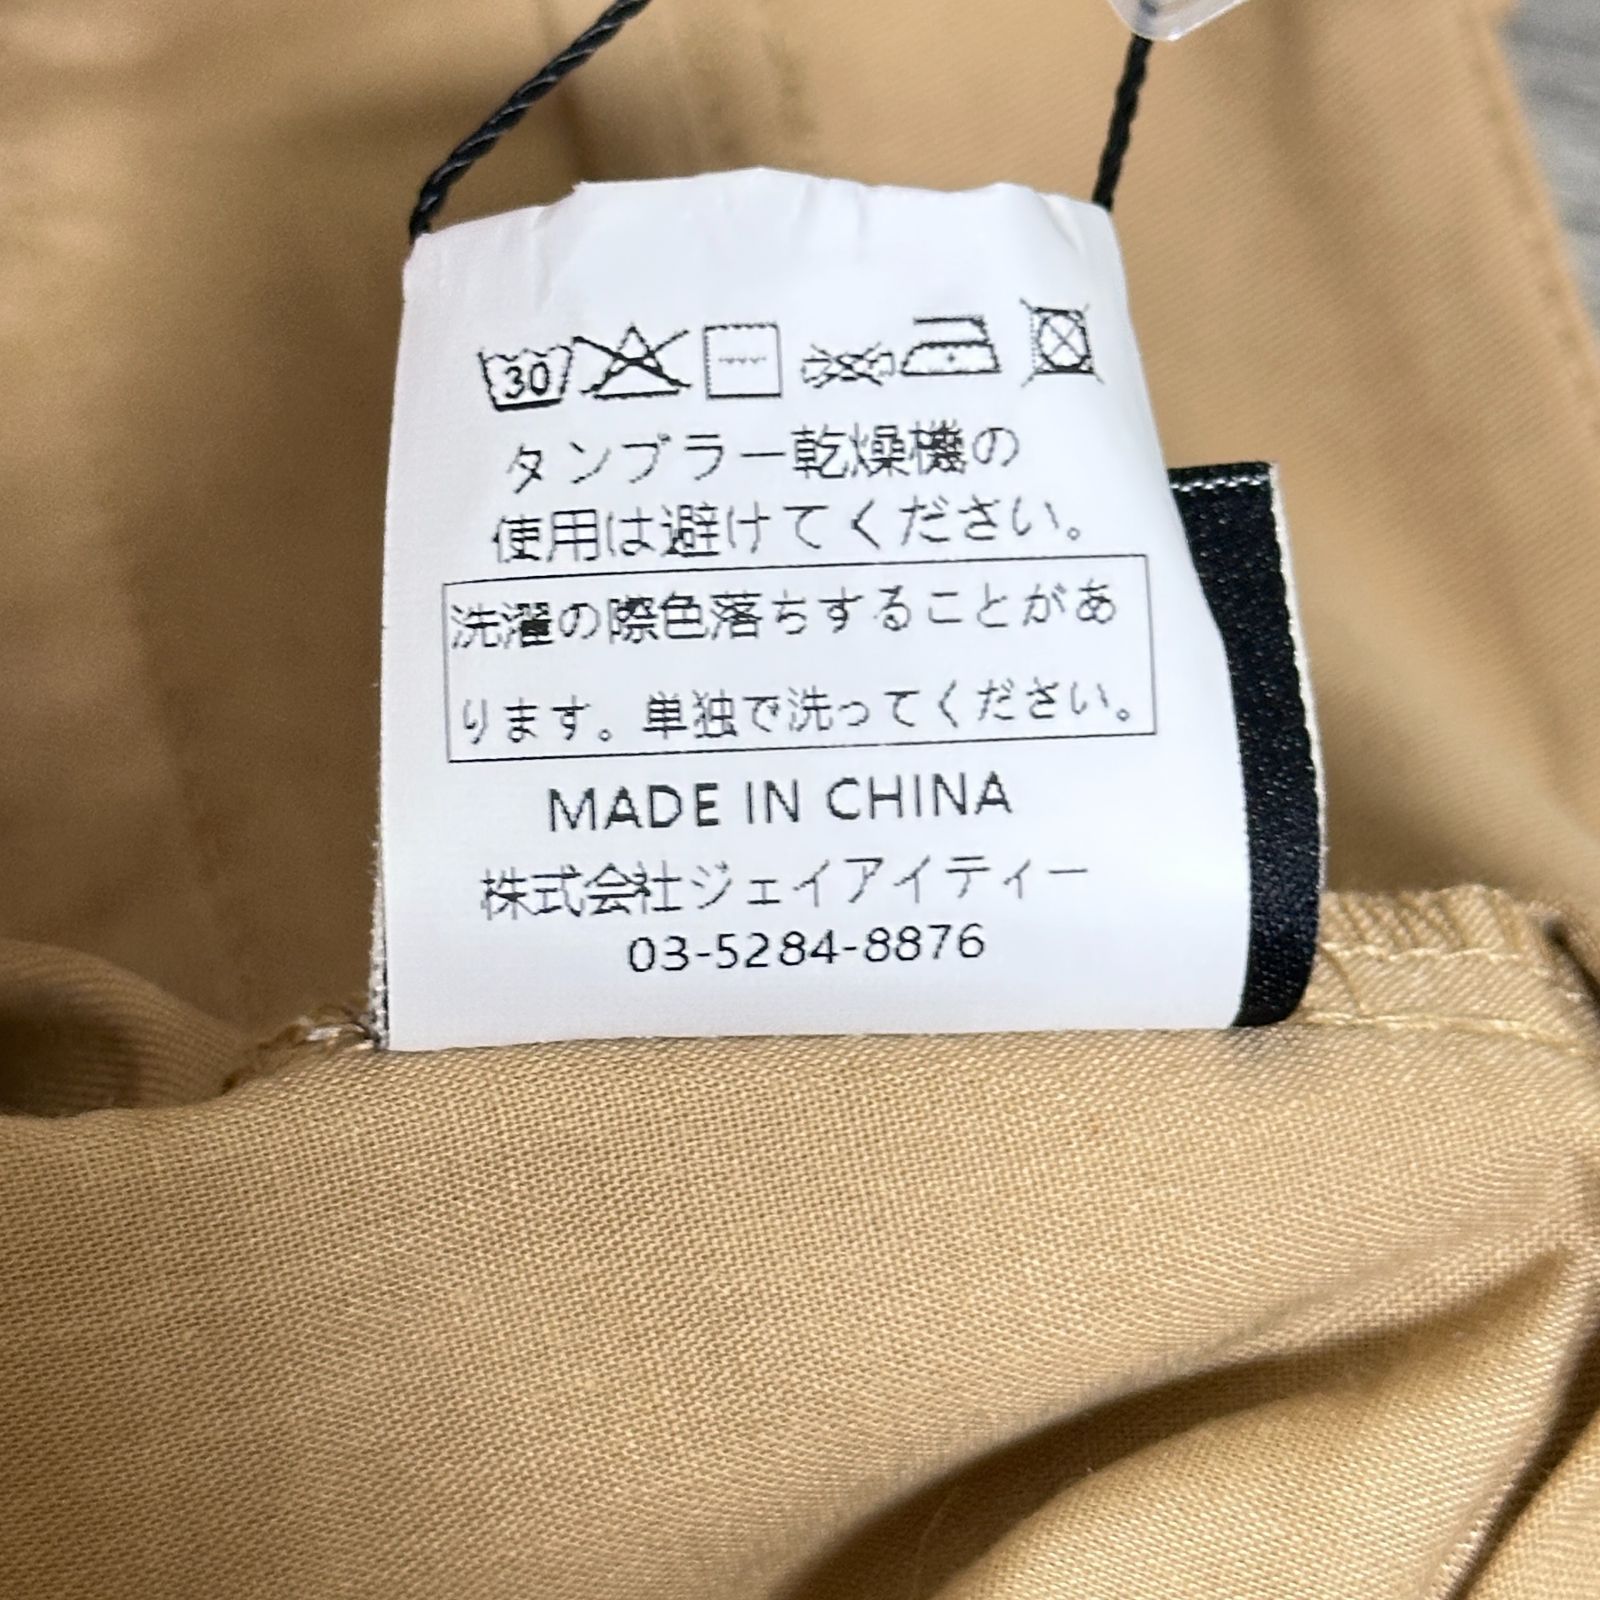 30
タンブラー乾燥機の
使用は避けてください。
洗濯の際色落ちすることがあ
ります。単独で洗ってください。
MADE IN CHINA
株式会社ジェイアイティー
03-5284-8876